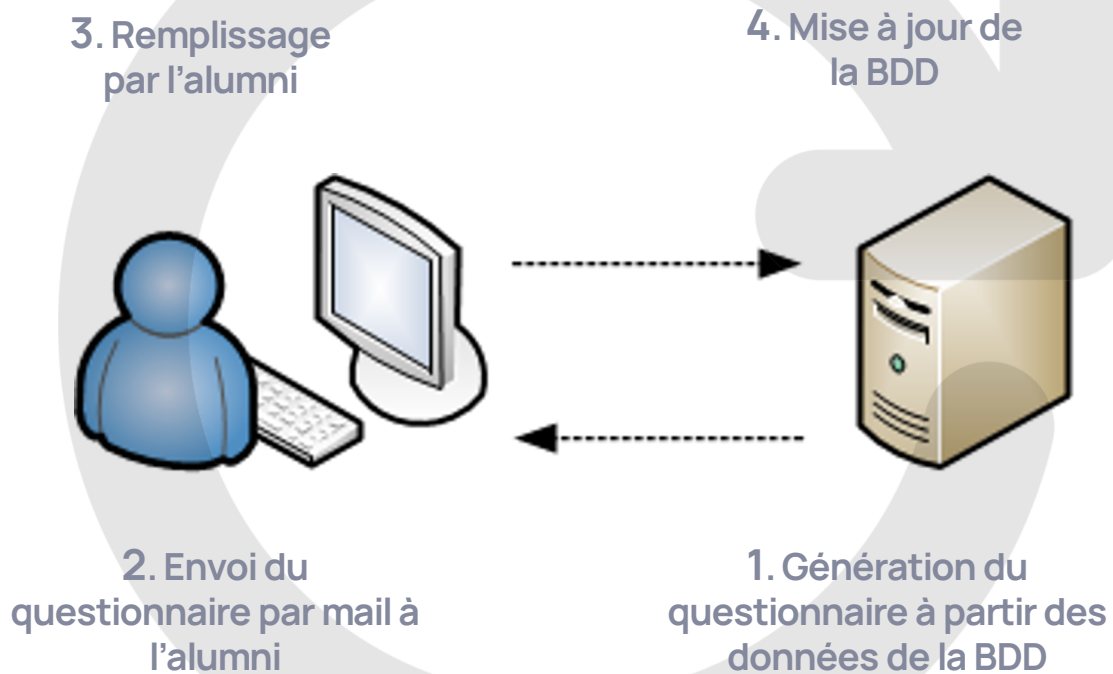 3. Remplissage
par l'alumni
4. Mise à jour de
la BDD
2. Envoi du
questionnaire par mail à
l'alumni
1. Génération du
questionnaire à partir des
données de la BDD